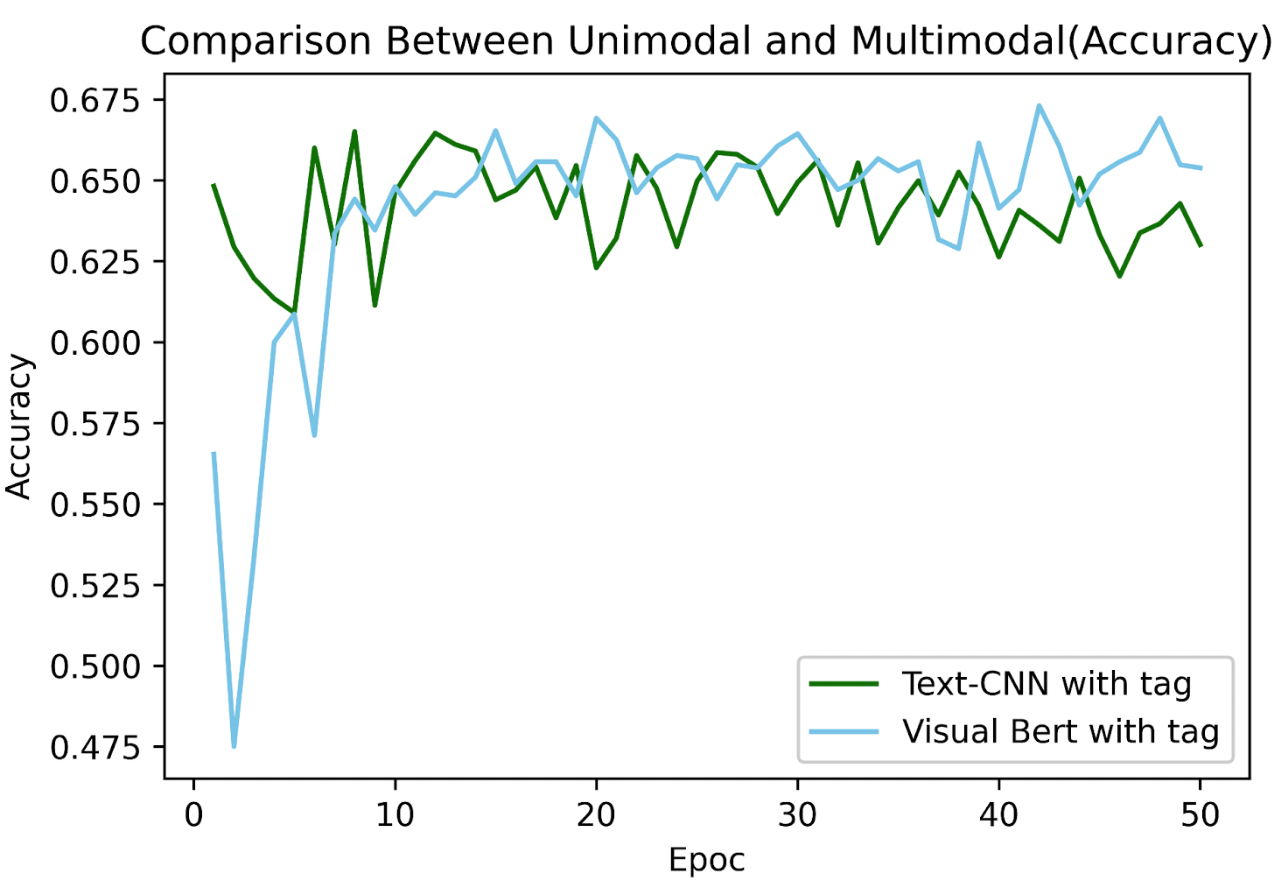 Comparison Between Unimodal and Multimodal(Accuracy)
0.675
0.650
0.625
0.600
0.575
0.550
0.525
0.500
0.475
Accuracy
Text-CNN with tag
Visual Bert with tag
0 10 20 30 40 50
Epoc